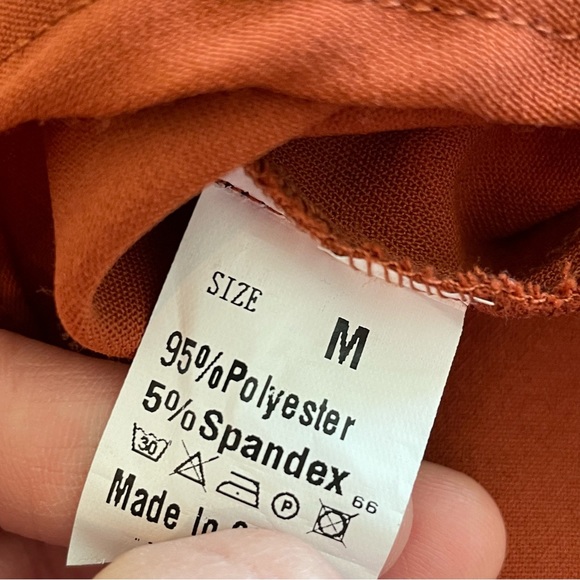 SIZE M
95%Polyester
5%Spandex 66
30 P
Made in